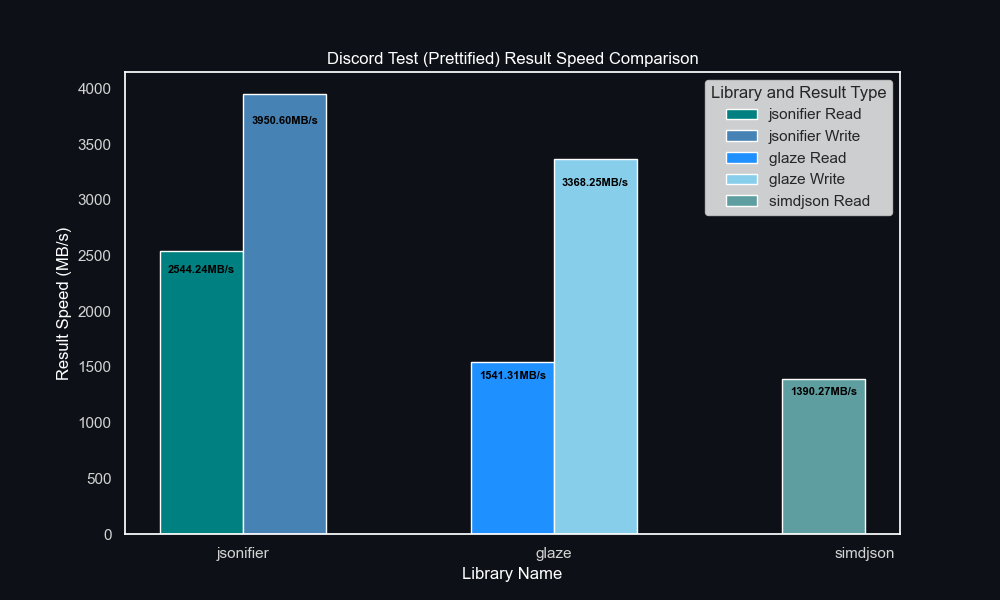 Discord Test (Prettified) Result Speed Comparison
Library and Result Type
jsonifier Read
jsonifier Write
glaze Read
glaze Write
simdjson Read
Result Speed (MB/s)
4000
3500
3000
2500
2000
1500
1000
500
0
2544.24MB/s
3950.60MB/s
1541.31MB/s
3368.25MB/s
1390.27MB/s
jsonifier
glaze
simdjson
Library Name